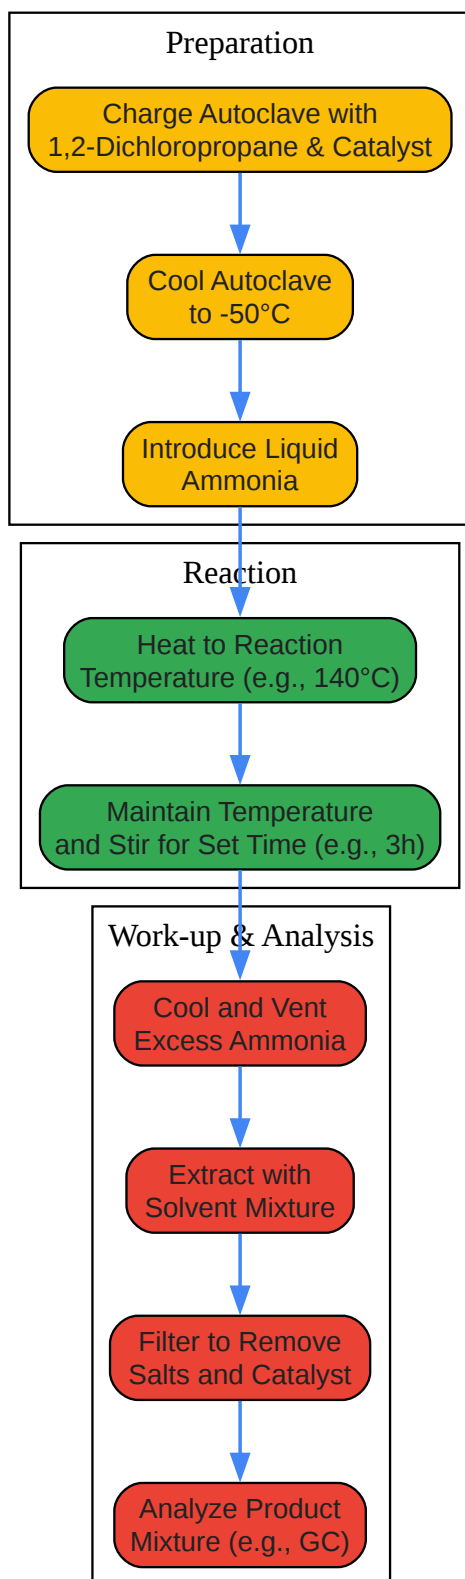 Preparation
Charge Autoclave with
1,2-Dichloropropane & Catalyst
Cool Autoclave
to -50°C
Introduce Liquid
Ammonia
Reaction
Heat to Reaction
Temperature (e.g., 140°C)
Maintain Temperature
and Stir for Set Time (e.g., 3h)
Work-up & Analysis
Cool and Vent
Excess Ammonia
Extract with
Solvent Mixture
Filter to Remove
Salts and Catalyst
Analyze Product
Mixture (e.g., GC)